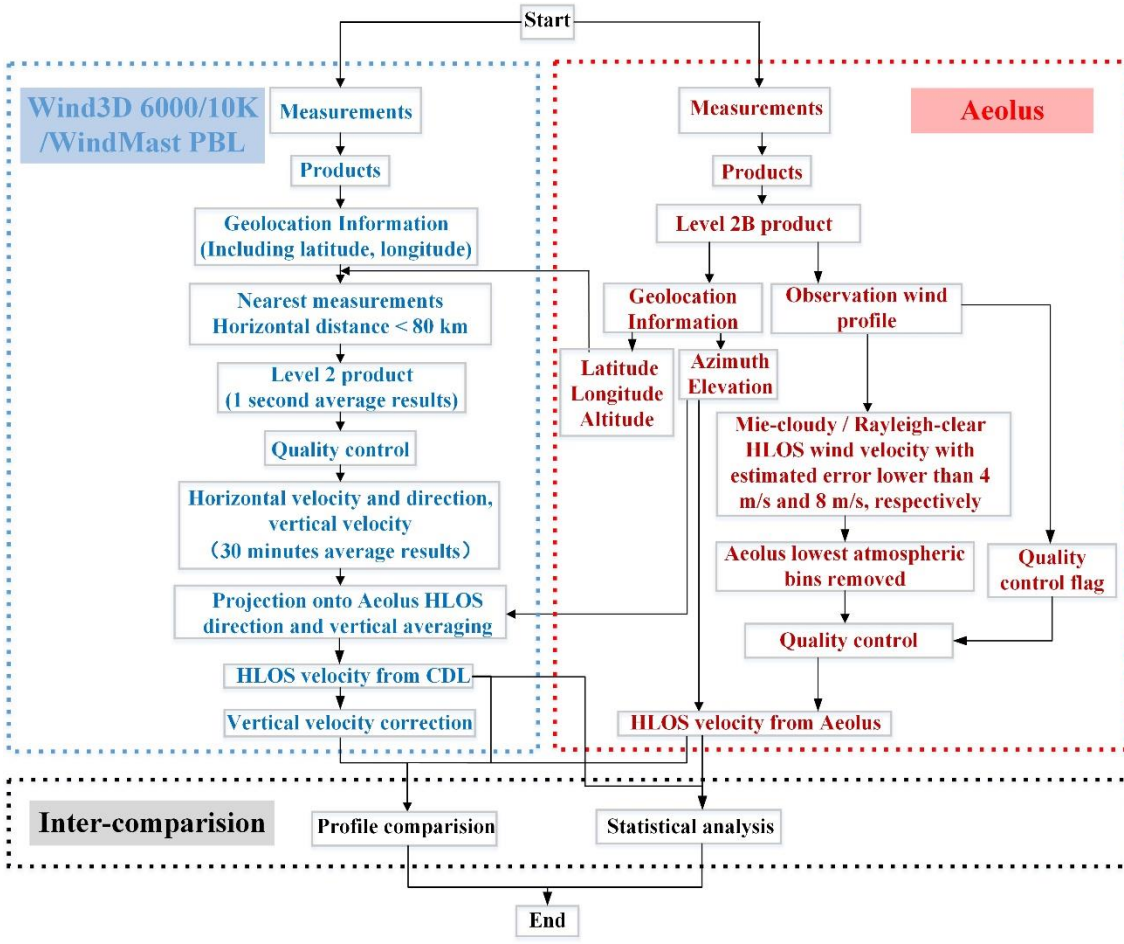 Start
Wind3D 6000/10K
/WindMast PBL
Measurements
Products
Geolocation Information
(Including latitude, longitude)
Nearest measurements
Horizontal distance < 80 km
Level 2 product
(1 second average results)
Quality control
Horizontal velocity and direction,
vertical velocity
（30 minutes average results）
Projection onto Aeolus HLOS
direction and vertical averaging
HLOS velocity from CDL
Vertical velocity correction
Aeolus
Measurements
Products
Level 2B product
Geolocation
Information
Observation wind
profile
Latitude
Longitude
Altitude
Azimuth
Elevation
Mie-cloudy / Rayleigh-clear
HLOS wind velocity with
estimated error lower than 4
m/s and 8 m/s, respectively
Aeolus lowest atmospheric
bins removed
Quality
control flag
Quality control
HLOS velocity from Aeolus
Inter-comparision
Profile comparision
Statistical analysis
End